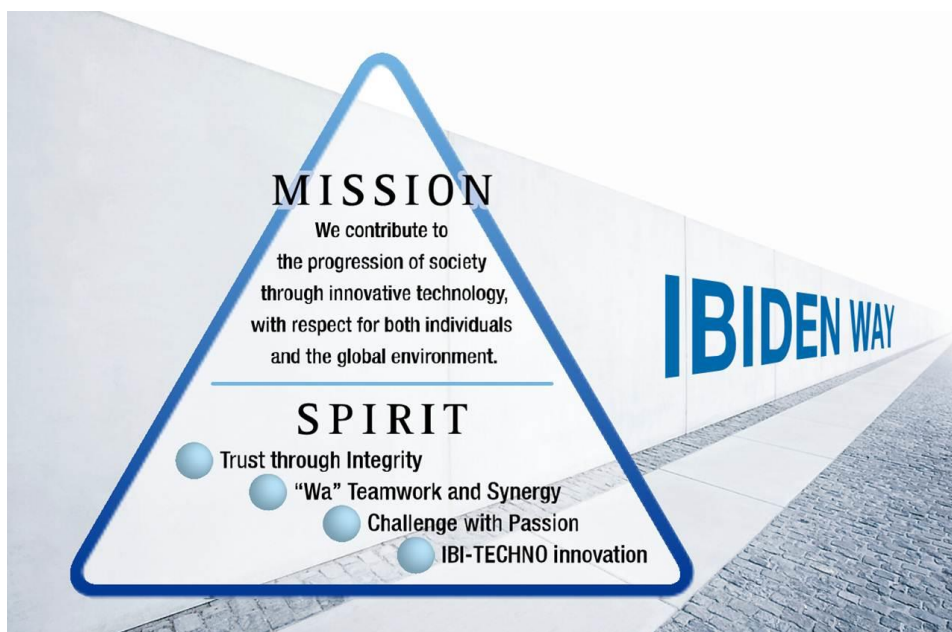 MISSION
We contribute to
the progression of society
through innovative technology,
with respect for both individuals
and the global environment.
SPIRIT
Trust through Integrity
“Wa” Teamwork and Synergy
Challenge with Passion
IBI-TECHNO innovation
IBIDEN WAY